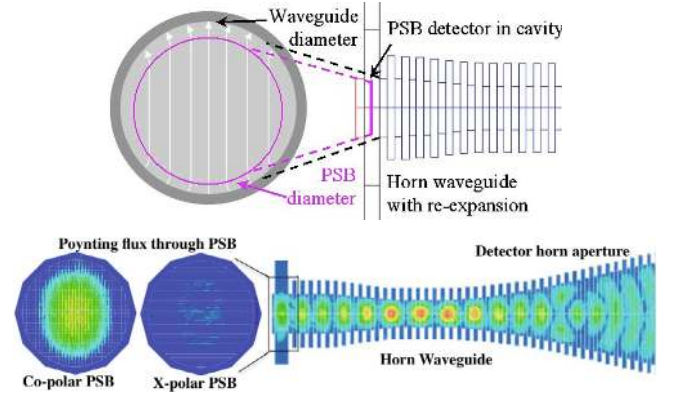 Waveguide
diameter
PSB detector in cavity
PSB
diameter
Horn waveguide
with re-expansion
Poynting flux through PSB
Detector horn aperture
Horn Waveguide
Co-polar PSB
X-polar PSB